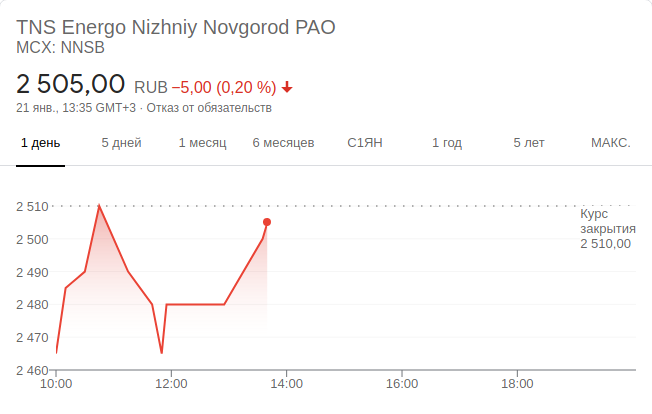 TNS Energo Nizhniy Novgorod PAO
MCX: NNSB
2 505,00 RUB −5,00 (0,20 %)
21 янв., 13:35 GMT+3 · Отказ от обязательств
1 день 5 дней 1 месяц 6 месяцев С1ЯН 1 год 5 лет МАКС.
2 510
Курс
закрытия
2 510,00
2 500
2 490
2 480
2 470
2 460
10:00 12:00 14:00 16:00 18:00